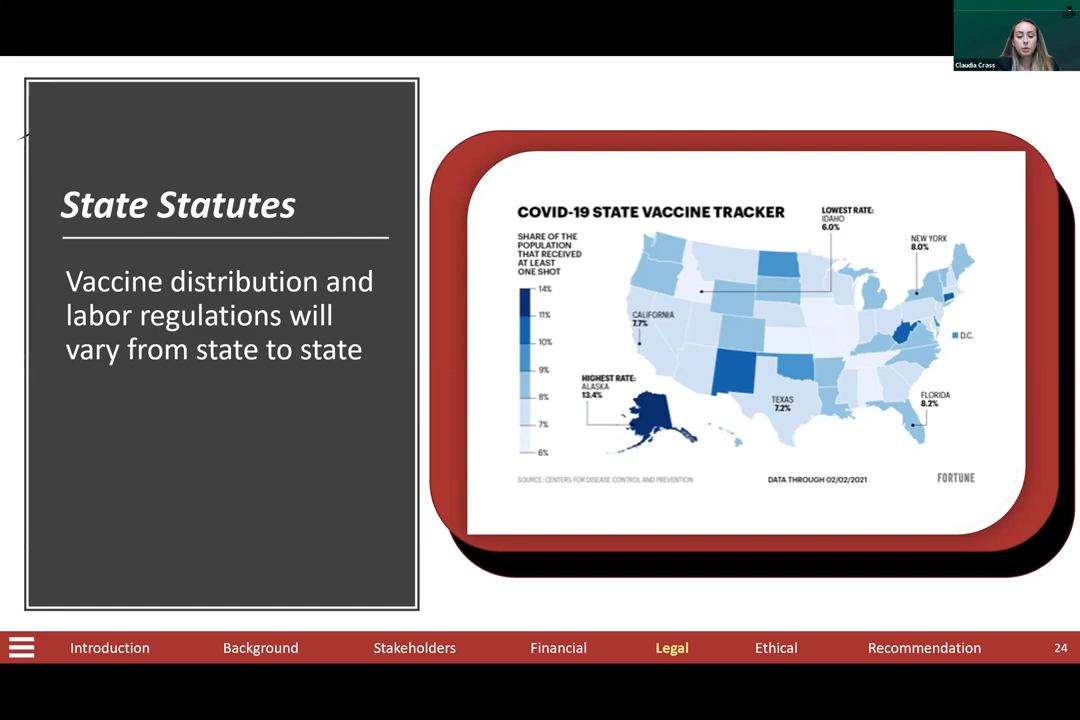 Claudia Crass
State Statutes
Vaccine distribution and
labor regulations will
vary from state to state
COVID-19 STATE VACCINE TRACKER
SHARE OF THE
POPULATION
THAT RECEIVED
AT LEAST
ONE SHOT
14%
11%
10%
9%
8%
7%
6%
LOWEST RATE:
IDAHO
6.0%
NEW YORK
8.0%
CALIFORNIA
7.7%
D.C.
HIGHEST RATE:
ALASKA
13.4%
TEXAS
7.2%
FLORIDA
8.2%
SOURCE: CENTERS FOR DISEASE CONTROL AND PREVENTION
DATA THROUGH 02/02/2021
FORTUNE
Introduction
Background
Stakeholders
Financial
Legal
Ethical
Recommendation
24